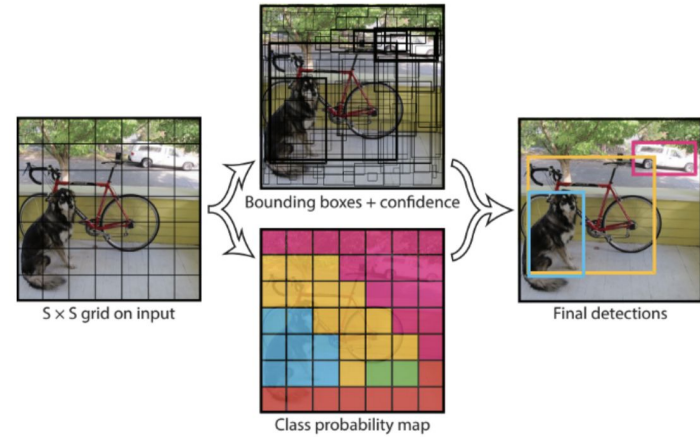 S × S grid on input
Bounding boxes + confidence
Class probability map
Final detections